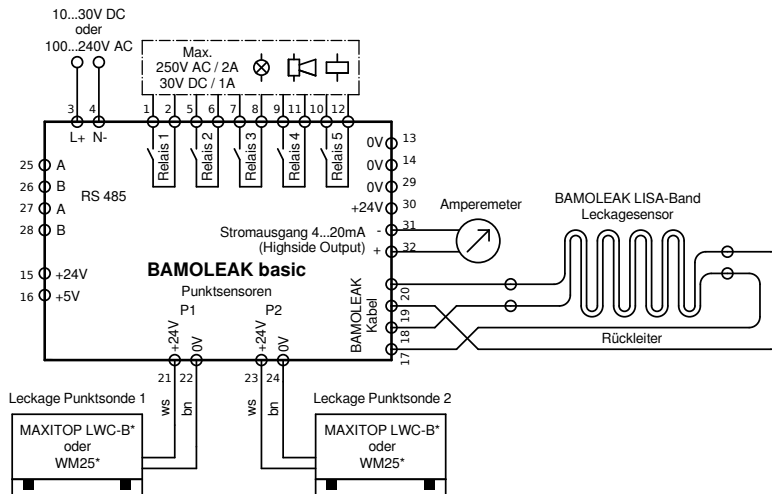 10...30V DC
oder
100...240V AC
Max.
250V AC / 2A
30V DC / 1A
3 4 1 2 5 6 7 8 9 11 10 12
L+ N-
Relais 1 Relais 2 Relais 3 Relais 4 Relais 5
0V 13
0V 14
0V 29
+24V 30
25 A
26 B
27 A
28 B
RS 485
15 +24V
16 +5V
Stromausgang 4...20mA
(Highside Output)
- 31
+ 32
Amperemeter
BAMOLEAK LISA-Band
Leckagesensor
BAMOLEAK basic
Punktsensoren
P1 P2
+24V 0V +24V 0V
BAMOLEAK
Kabel
20
19
18
17
Rückleiter
21 22 23 24
ws bn ws bn
Leckage Punktsonde 1
MAXITOP LWC-B*
oder
WM25*
Leckage Punktsonde 2
MAXITOP LWC-B*
oder
WM25*